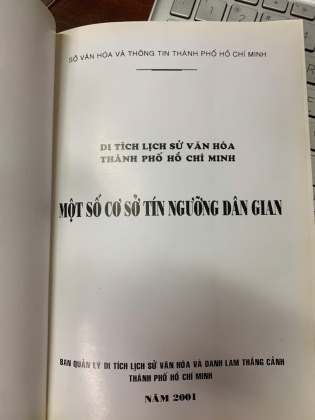 SỞ VĂN HÓA VÀ THÔNG TIN THÀNH PHỐ HỒ CHÍ MINH
DI TÍCH LỊCH SỬ VĂN HÓA
THÀNH PHỐ HỒ CHÍ MINH
MỘT SỐ CƠ SỞ TÍN NGƯỠNG DÂN GIAN
BAN QUẢN LÝ DI TÍCH LỊCH SỬ VĂN HÓA VÀ DANH LAM THẮNG CẢNH
THÀNH PHỐ HỒ CHÍ MINH
NĂM 2001